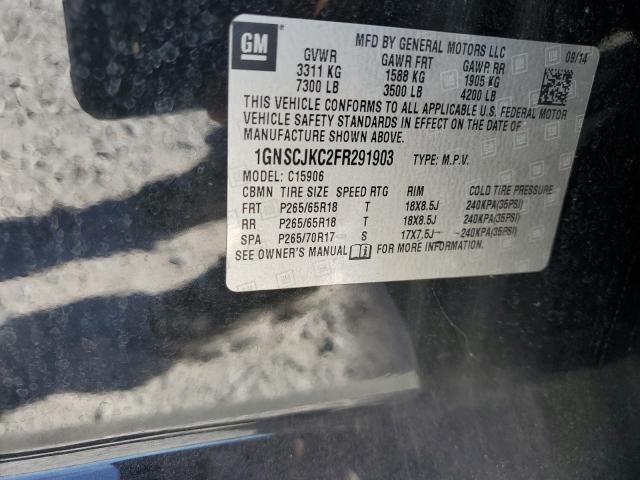 GM
MFD BY GENERAL MOTORS LLC
09/14
GVWR GAWR FRT GAWR RR
3311 KG 1588 KG 1905 KG
7300 LB 3500 LB 4200 LB
THIS VEHICLE CONFORMS TO ALL APPLICABLE U.S. FEDERAL MOTOR
VEHICLE SAFETY STANDARDS IN EFFECT ON THE DATE OF
MANUFACTURE SHOWN ABOVE.
1GNSCJKC2FR291903 TYPE: M.P.V.
MODEL: C15906
CBMN TIRE SIZE SPEED RTG RIM COLD TIRE PRESSURE
FRT P265/65R18 T 18X8.5J 240KPA(35PSI)
RR P265/65R18 T 18X8.5J 240KPA(35PSI)
SPA P265/70R17 S 17X7.5J 240KPA(35PSI)
SEE OWNER'S MANUAL FOR MORE INFORMATION.